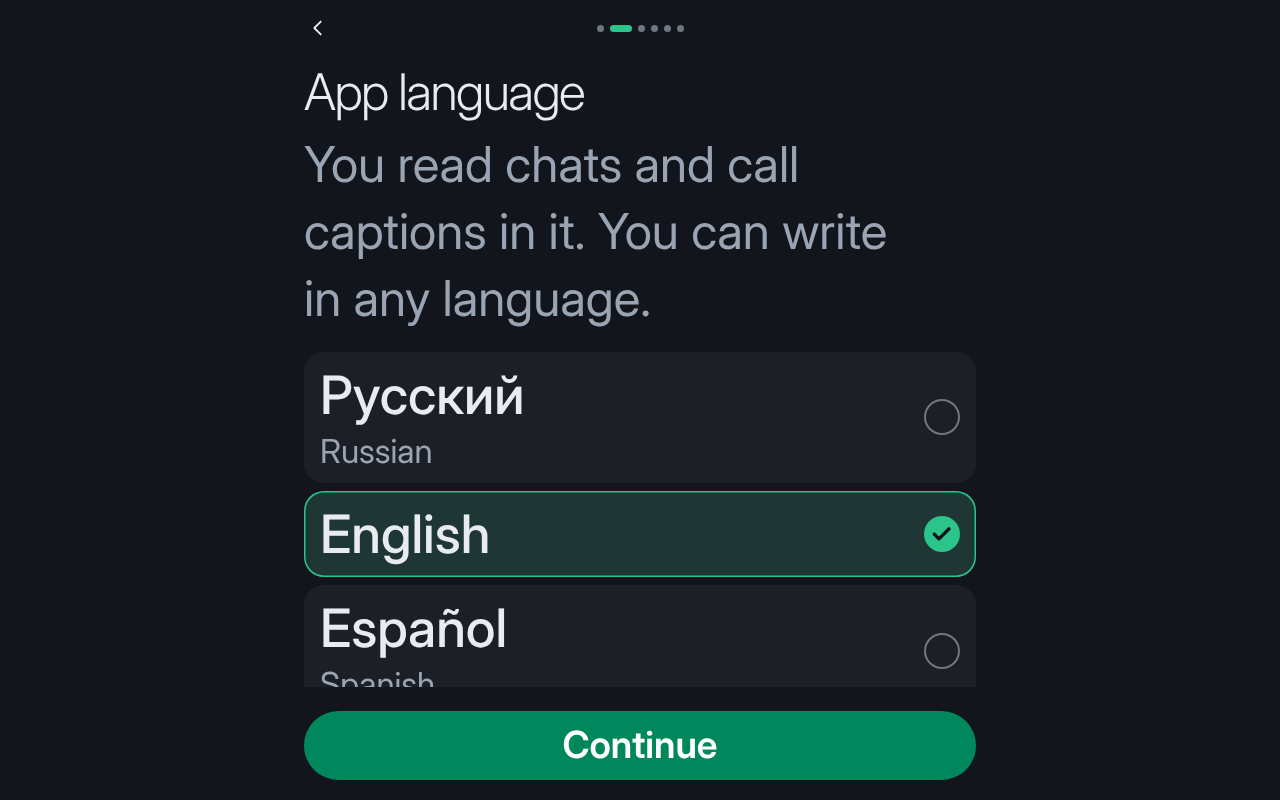 App language
You read chats and call
captions in it. You can write
in any language.
Русский
Russian
English
Español
Spanish
Continue